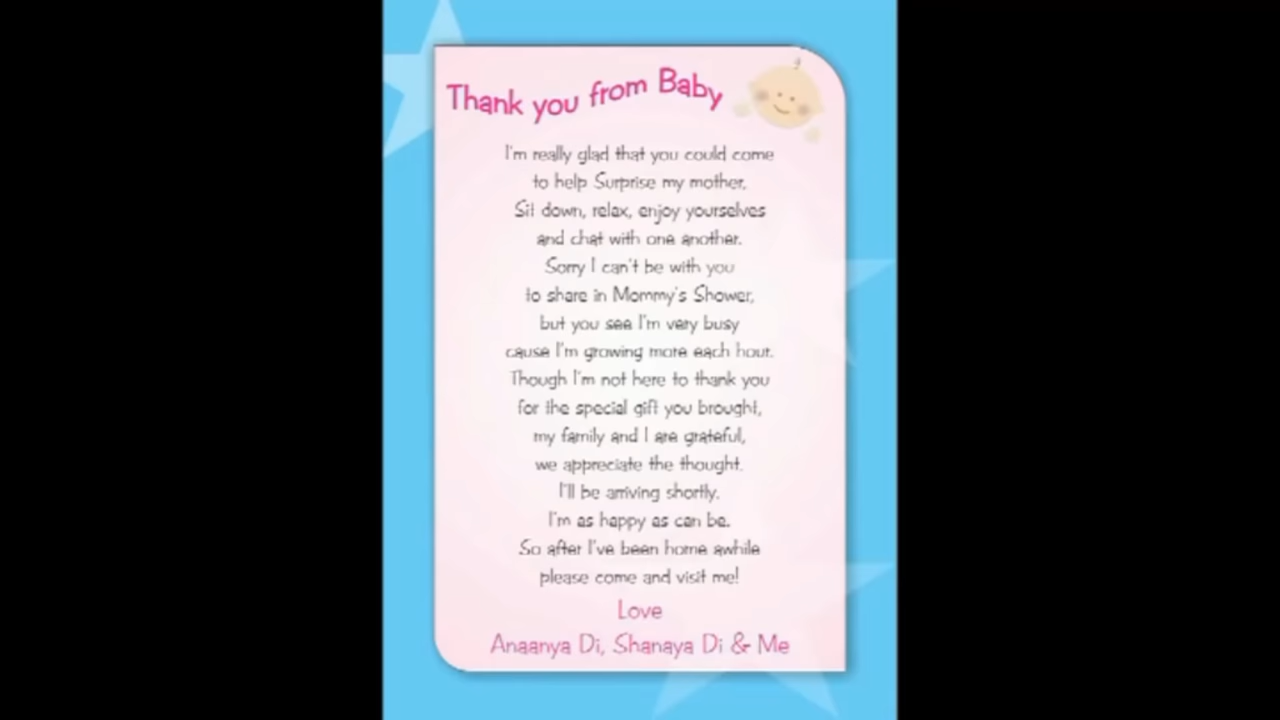 Thank you from Baby
I'm really glad that you could come
to help Surprise my mother,
Sit down, relax, enjoy yourselves
and chat with one another.
Sorry I can't be with you
to share in Mommy's Shower,
but you see I'm very busy
cause I'm growing more each hour.
Though I'm not here to thank you
for the special gift you brought,
my family and I are grateful,
we appreciate the thought.
I'll be arriving shortly.
I'm as happy as can be.
So after I've been home awhile
please come and visit me!
Love
Anaanya Di, Shanaya Di & Me